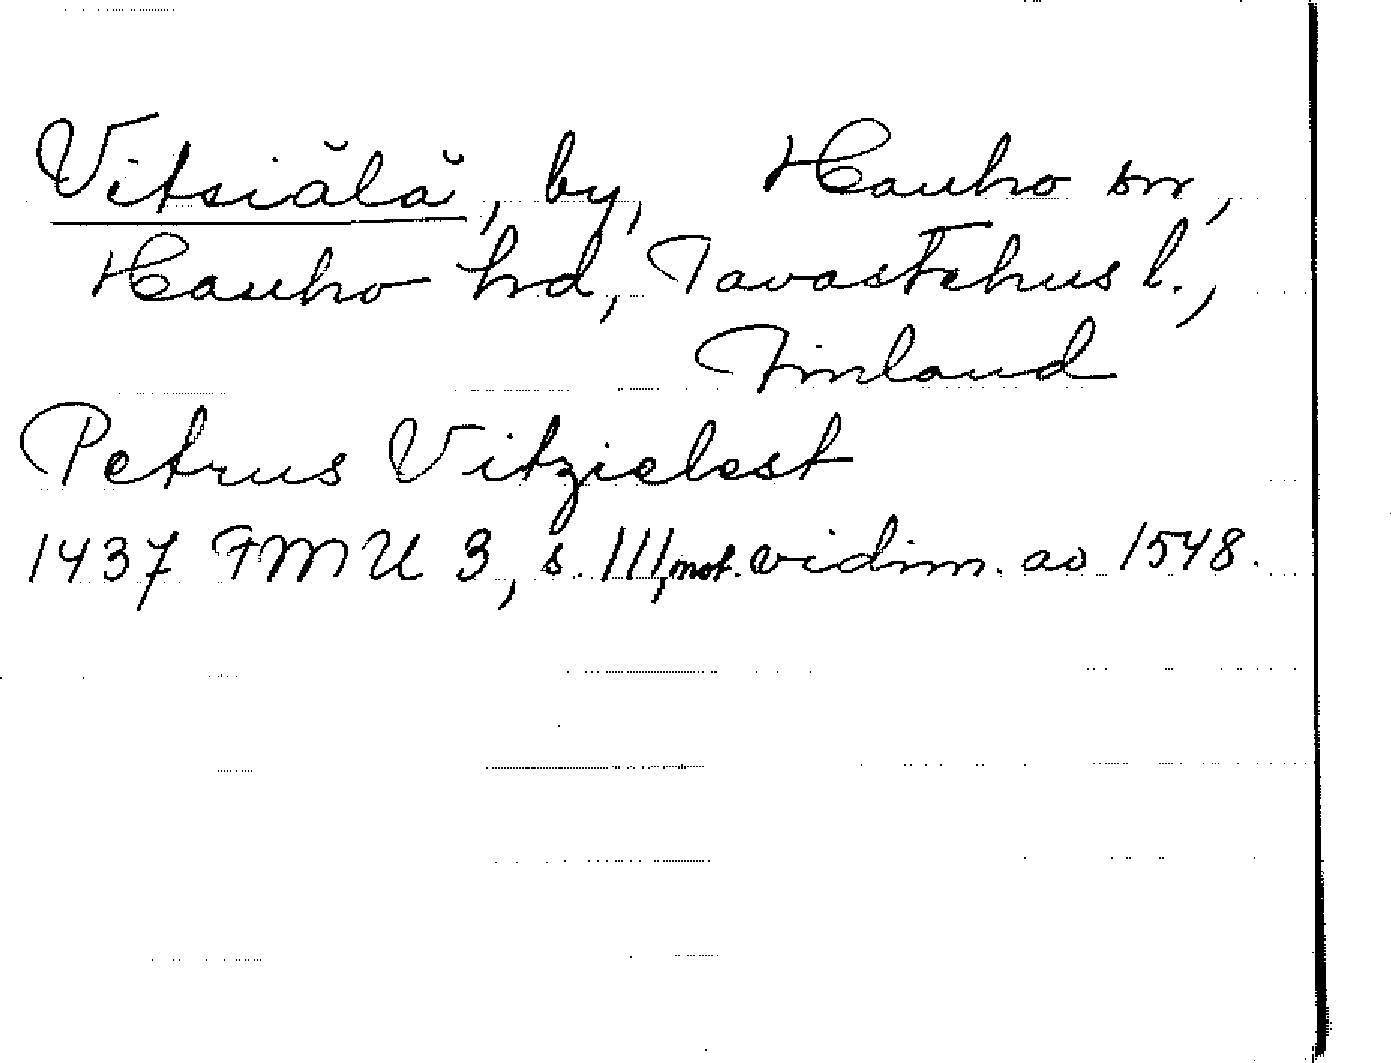 Vitsiälä, by, Hauho sn,
Hauho hd, Tavastehus l.,
Finland
Petrus Vitzielest
1437 FMU 3, s. 111, not. vidim. ao 1548.